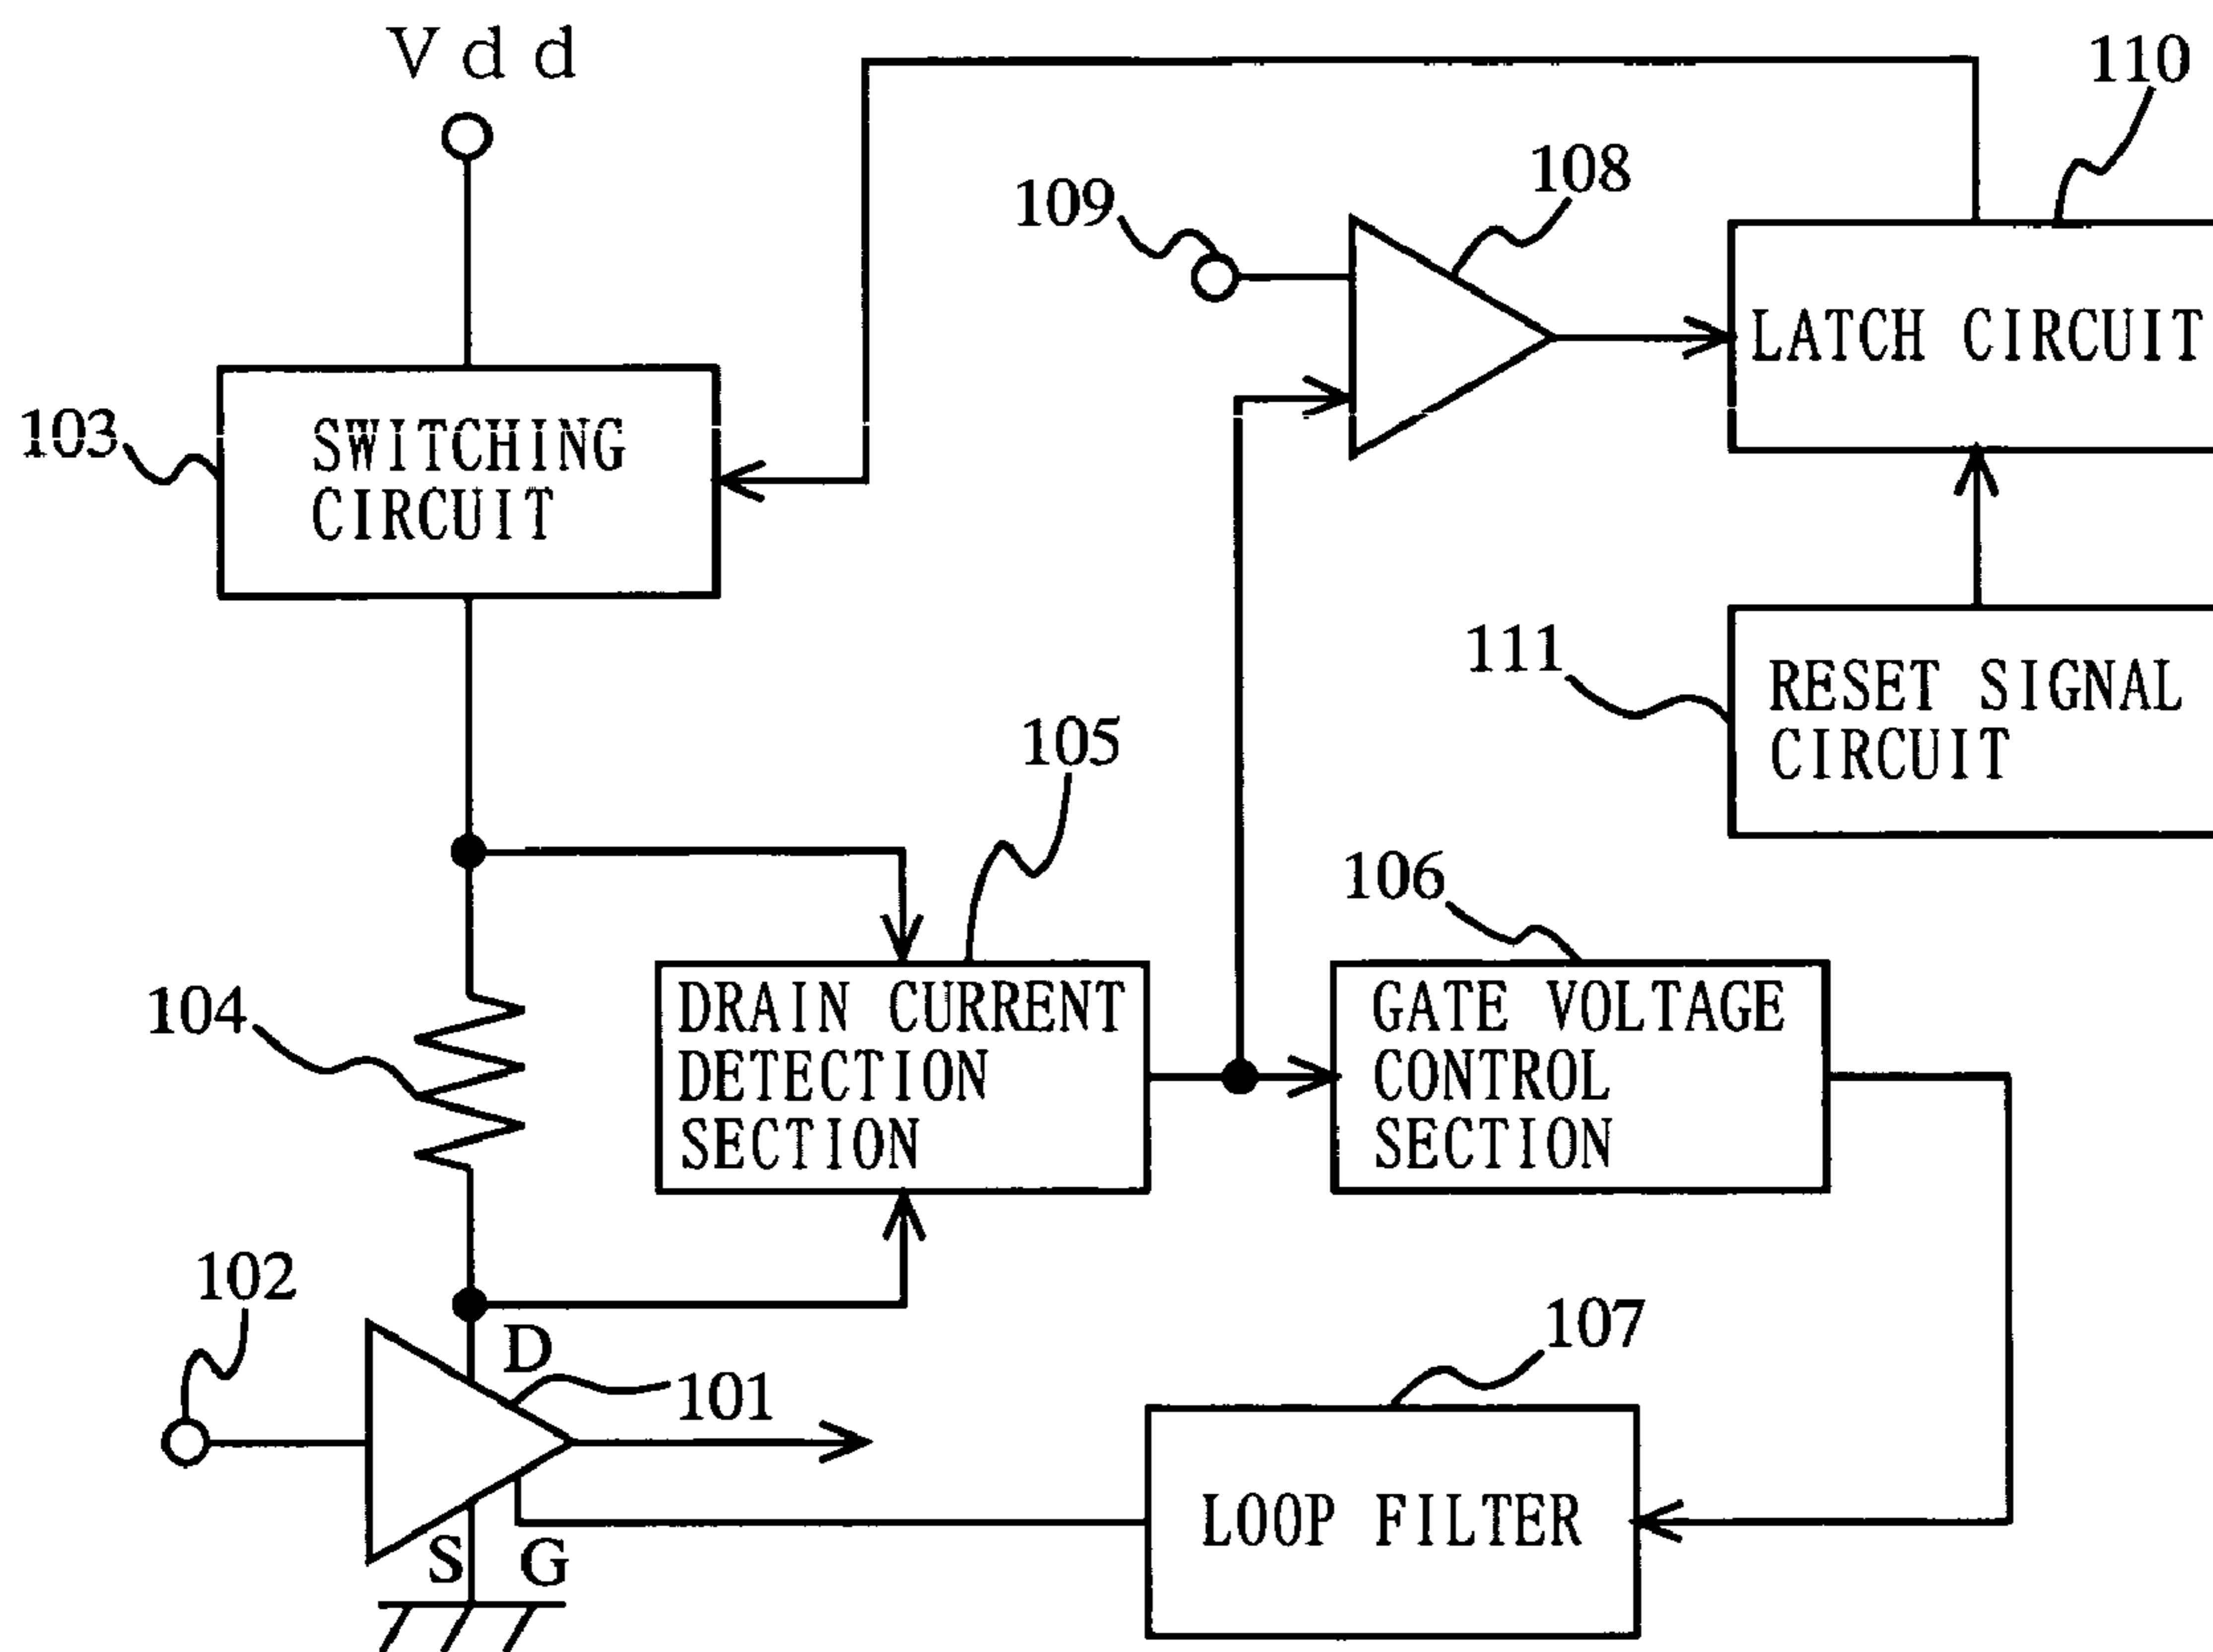 Vdd
110
108
109
LATCH CIRCUIT
103
SWITCHING
CIRCUIT
111
RESET SIGNAL
CIRCUIT
105
106
104
DRAIN CURRENT
DETECTION
SECTION
GATE VOLTAGE
CONTROL
SECTION
102
107
D
101
LOOP FILTER
S
G